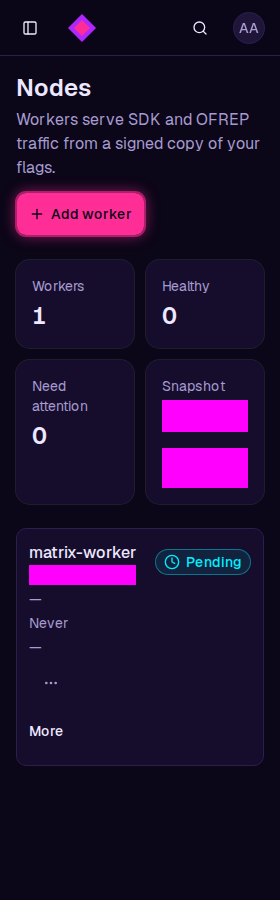 AA
Nodes
Workers serve SDK and OFREP
traffic from a signed copy of your
flags.
+ Add worker
Workers
1
Healthy
0
Need
attention
0
Snapshot
matrix-worker
Pending
—
Never
—
...
More